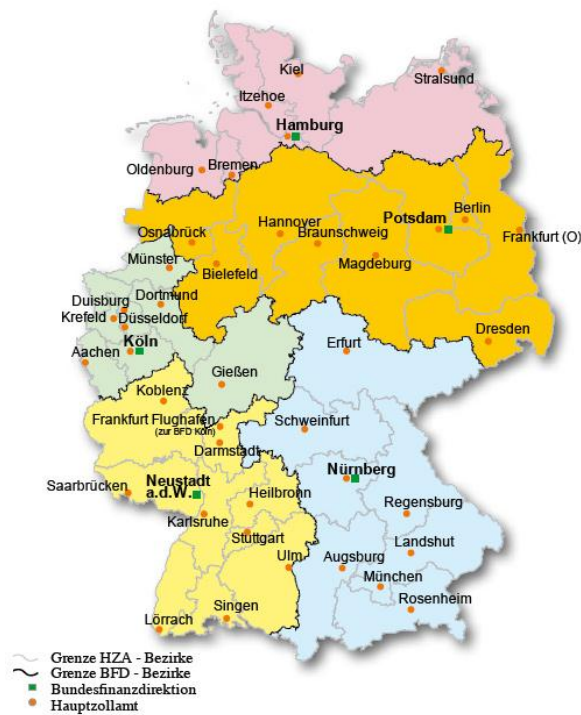 Kiel
Stralsund
Itzehoe
Hamburg
Oldenburg
Bremen
Potsdam
Berlin
Hannover
Osnabrück
Braunschweig
Frankfurt (O)
Münster
Bielefeld
Magdeburg
Duisburg
Dortmund
Krefeld
Düsseldorf
Dresden
Köln
Erfurt
Aachen
Gießen
Koblenz
Frankfurt Flughafen
(zur BFD Köln)
Schweinfurt
Darmstadt
Nürnberg
Saarbrücken
Neustadt
a.d.W.
Heilbronn
Regensburg
Karlsruhe
Stuttgart
Landshut
Ulm
Augsburg
München
Rosenheim
Singen
Lörrach
Grenze HZA - Bezirke
Grenze BFD - Bezirke
Bundesfinanzdirektion
Hauptzollamt